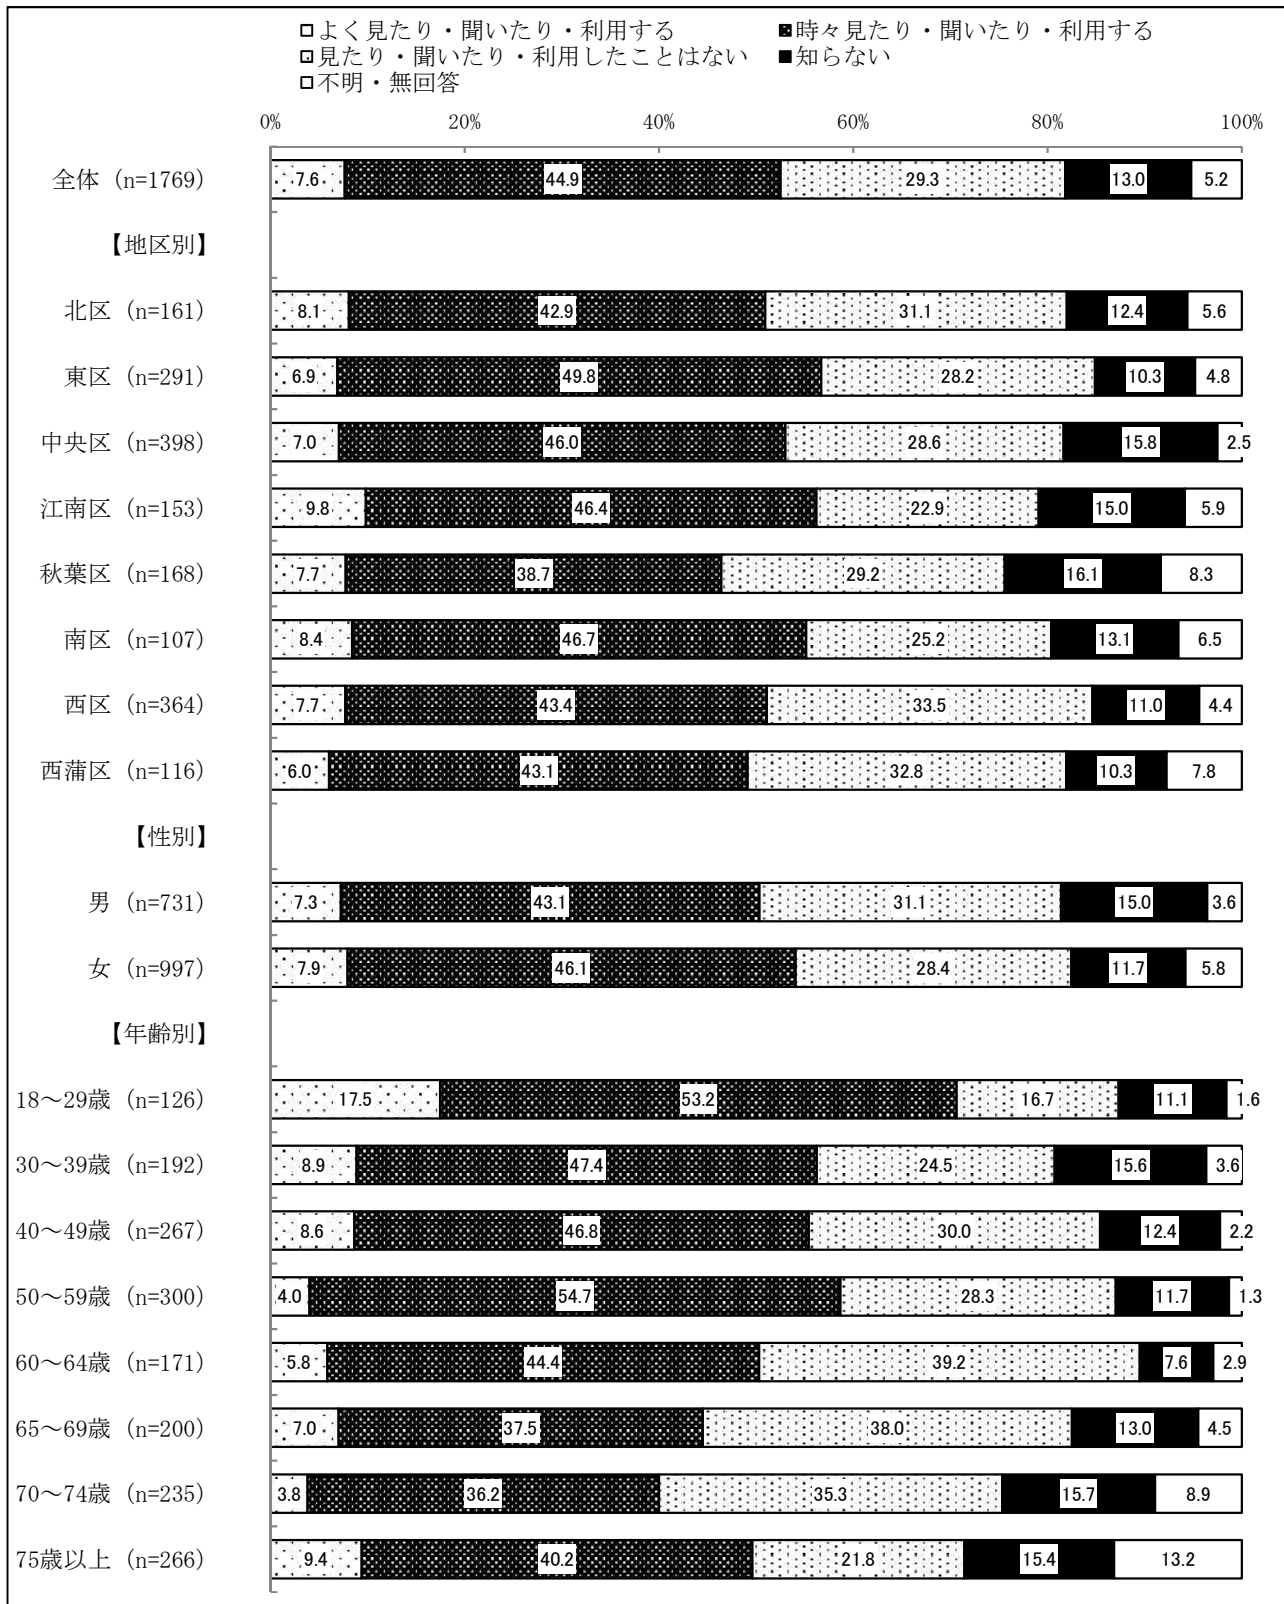 □よく見たり・聞いたり・利用する ■時々見たり・聞いたり・利用する
□見たり・聞いたり・利用したことはない ■知らない
□不明・無回答
0% 20% 40% 60% 80% 100%
全体 (n=1769) 7.6 44.9 29.3 13.0 5.2
【地区別】
北区 (n=161) 8.1 42.9 31.1 12.4 5.6
東区 (n=291) 6.9 49.8 28.2 10.3 4.8
中央区 (n=398) 7.0 46.0 28.6 15.8 2.5
江南区 (n=153) 9.8 46.4 22.9 15.0 5.9
秋葉区 (n=168) 7.7 38.7 29.2 16.1 8.3
南区 (n=107) 8.4 46.7 25.2 13.1 6.5
西区 (n=364) 7.7 43.4 33.5 11.0 4.4
西蒲区 (n=116) 6.0 43.1 32.8 10.3 7.8
【性別】
男 (n=731) 7.3 43.1 31.1 15.0 3.6
女 (n=997) 7.9 46.1 28.4 11.7 5.8
【年齢別】
18～29歳 (n=126) 17.5 53.2 16.7 11.1 1.6
30～39歳 (n=192) 8.9 47.4 24.5 15.6 3.6
40～49歳 (n=267) 8.6 46.8 30.0 12.4 2.2
50～59歳 (n=300) 4.0 54.7 28.3 11.7 1.3
60～64歳 (n=171) 5.8 44.4 39.2 7.6 2.9
65～69歳 (n=200) 7.0 37.5 38.0 13.0 4.5
70～74歳 (n=235) 3.8 36.2 35.3 15.7 8.9
75歳以上 (n=266) 9.4 40.2 21.8 15.4 13.2